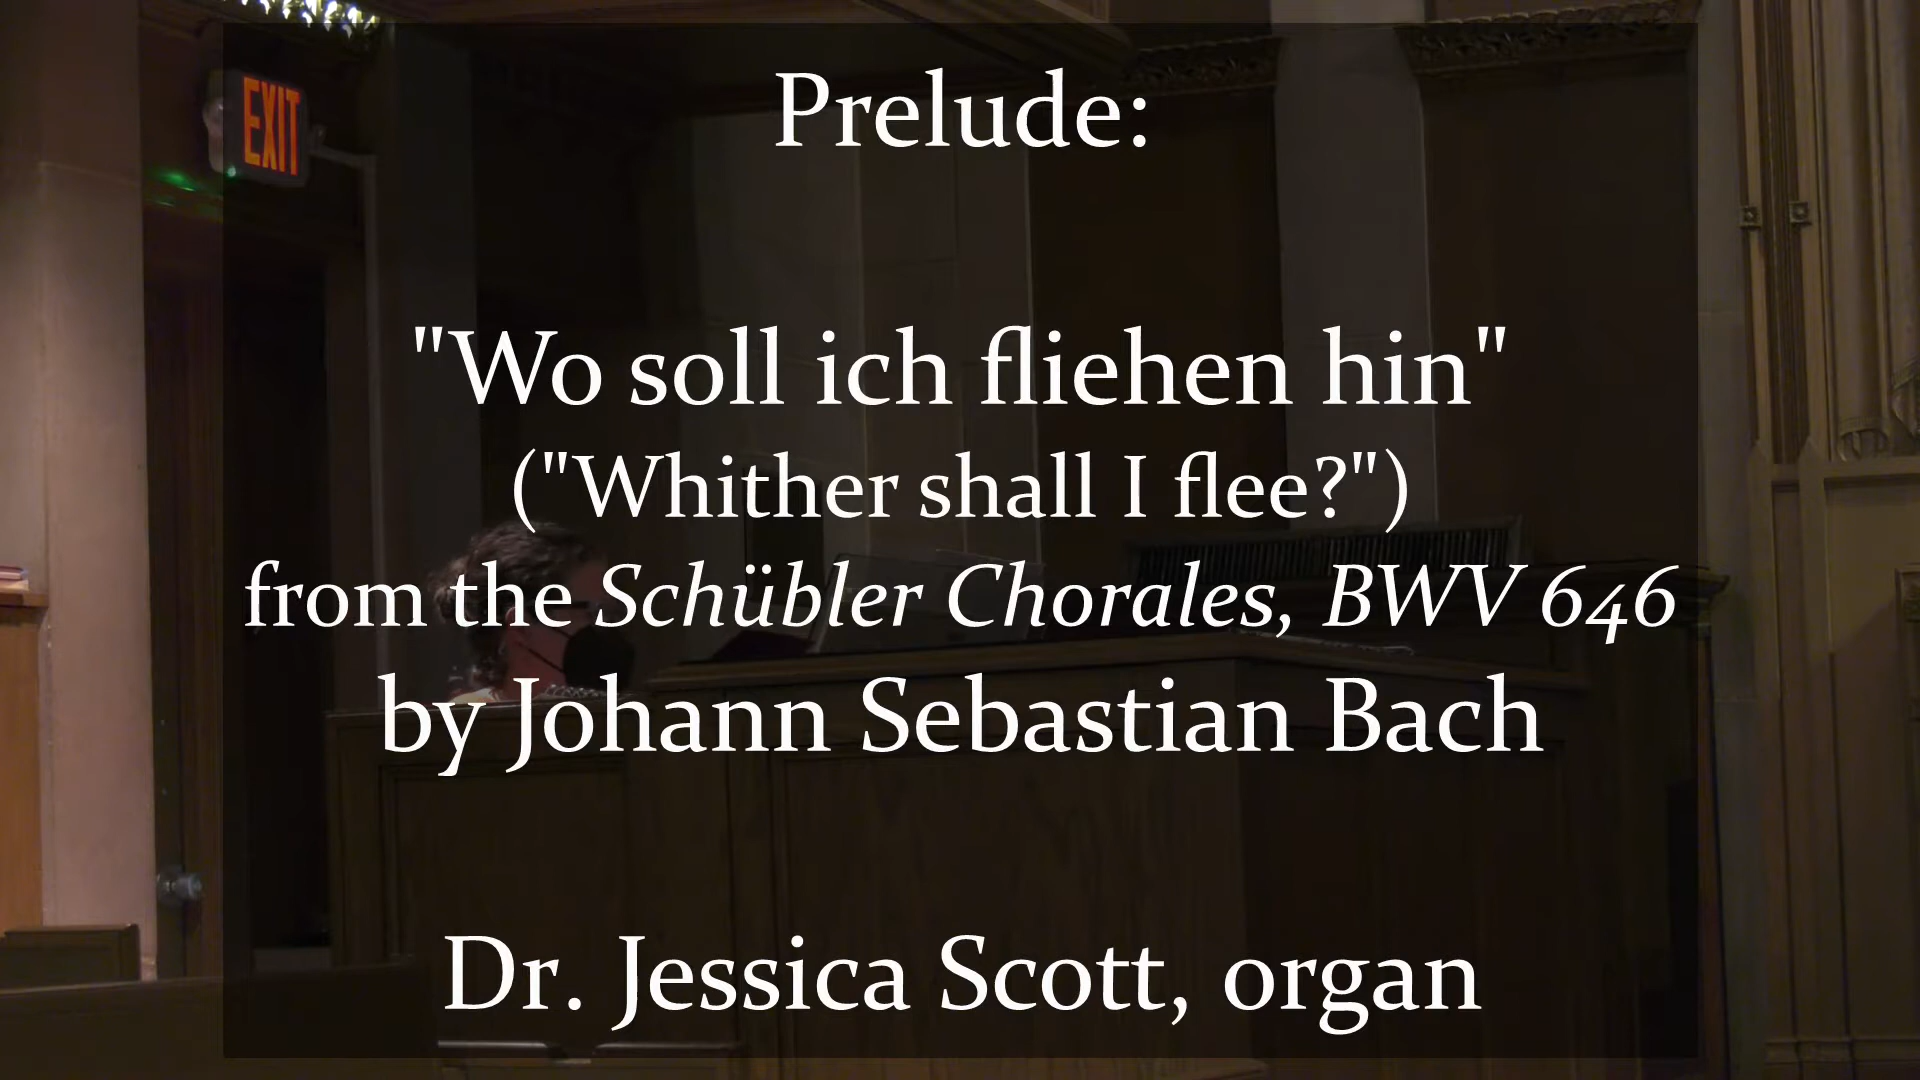 EXIT
Prelude:
"Wo soll ich fliehen hin"
("Whither shall I flee?")
from the Schübler Chorales, BWV 646
by Johann Sebastian Bach
Dr. Jessica Scott, organ